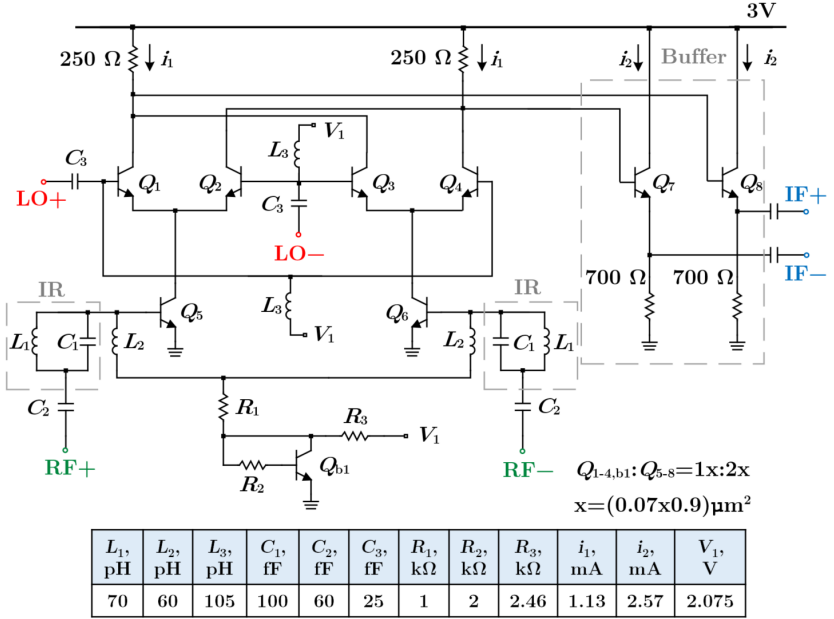 3V
250 Ω
i₁
250 Ω
i₁
i₂
Buffer
i₂
V₁
L₃
C₃
Q₁
Q₂
Q₃
Q₄
Q₇
Q₈
LO+
C₃
IF+
LO−
IF−
IR
700 Ω
700 Ω
IR
L₃
Q₅
Q₆
L₁
C₁
L₂
V₁
L₂
C₁
L₁
C₂
R₁
C₂
R₃
V₁
RF+
R₂
Q_b1
RF−
Q₁₋₄,b1:Q₅₋₈=1x:2x
x=(0.07x0.9)μm²
L₁, pH L₂, pH L₃, pH C₁, fF C₂, fF C₃, fF R₁, kΩ R₂, kΩ R₃, kΩ i₁, mA i₂, mA V₁, V
70 60 105 100 60 25 1 2 2.46 1.13 2.57 2.075